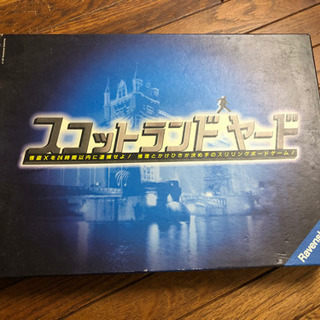 スコットランドヤード
怪盗Xを24時間以内に逮捕せよ! 推理とかけひきが決め手のスリリングボードゲーム!
Ravens